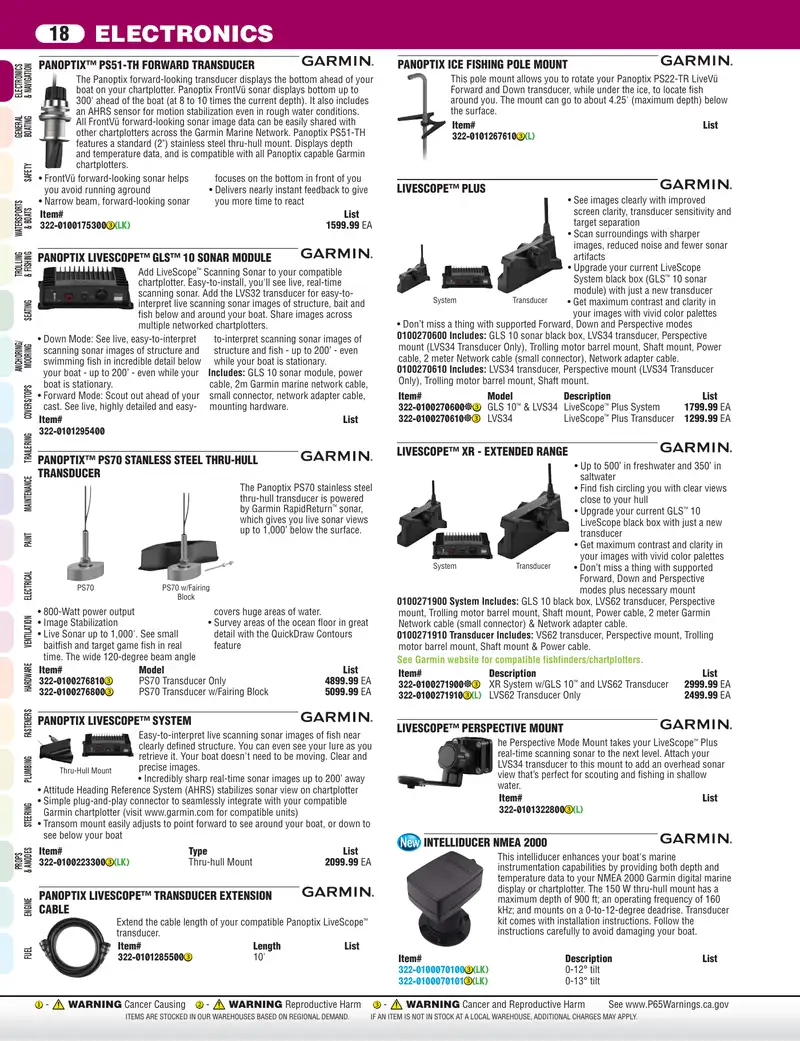 18 ELECTRONICS
ELECTRONICS
& NAVIGATION
GENERAL
BOATING
SAFETY
WATERSPORTS
& BOATS
TROLLING
& FISHING
SEATING
ANCHORING/
MOORING
COVERS/TOPS
TRAILERING
MAINTENANCE
PAINT
ELECTRICAL
VENTILATION
HARDWARE
FASTENERS
PLUMBING
STEERING
PROPS
& ANODES
ENGINE
FUEL
PANOPTIX™ PS51-TH FORWARD TRANSDUCER
GARMIN.
The Panoptix forward-looking transducer displays the bottom ahead of your
boat on your chartplotter. Panoptix FrontVü sonar displays bottom up to
300' ahead of the boat (at 8 to 10 times the current depth). It also includes
an AHRS sensor for motion stabilization even in rough water conditions.
All FrontVü forward-looking sonar image data can be easily shared with
other chartplotters across the Garmin Marine Network. Panoptix PS51-TH
features a standard (2") stainless steel thru-hull mount. Displays depth
and temperature data, and is compatible with all Panoptix capable Garmin
chartplotters.
• FrontVü forward-looking sonar helps
you avoid running aground
• Narrow beam, forward-looking sonar
focuses on the bottom in front of you
• Delivers nearly instant feedback to give
you more time to react
Item# List
322-0100175300 3 (LK) 1599.99 EA
PANOPTIX LIVESCOPE™ GLS™ 10 SONAR MODULE
GARMIN.
Add LiveScope™ Scanning Sonar to your compatible
chartplotter. Easy-to-install, you'll see live, real-time
scanning sonar. Add the LVS32 transducer for easy-to-
interpret live scanning sonar images of structure, bait and
fish below and around your boat. Share images across
multiple networked chartplotters.
• Down Mode: See live, easy-to-interpret
scanning sonar images of structure and
swimming fish in incredible detail below
your boat - up to 200' - even while your
boat is stationary.
• Forward Mode: Scout out ahead of your
cast. See live, highly detailed and easy-
to-interpret scanning sonar images of
structure and fish - up to 200' - even
while your boat is stationary.
Includes: GLS 10 sonar module, power
cable, 2m Garmin marine network cable,
small connector, network adapter cable,
mounting hardware.
Item# List
322-0101295400
PANOPTIX™ PS70 STANLESS STEEL THRU-HULL
TRANSDUCER
GARMIN.
The Panoptix PS70 stainless steel
thru-hull transducer is powered
by Garmin RapidReturn™ sonar,
which gives you live sonar views
up to 1,000' below the surface.
PS70
PS70 w/Fairing
Block
• 800-Watt power output
• Image Stabilization
• Live Sonar up to 1,000'. See small
baitfish and target game fish in real
time. The wide 120-degree beam angle
covers huge areas of water.
• Survey areas of the ocean floor in great
detail with the QuickDraw Contours
feature
Item# Model List
322-0100276810 3 PS70 Transducer Only 4899.99 EA
322-0100276800 3 PS70 Transducer w/Fairing Block 5099.99 EA
PANOPTIX LIVESCOPE™ SYSTEM
GARMIN.
Easy-to-interpret live scanning sonar images of fish near
clearly defined structure. You can even see your lure as you
retrieve it. Your boat doesn't need to be moving. Clear and
precise images.
Thru-Hull Mount
• Incredibly sharp real-time sonar images up to 200' away
• Attitude Heading Reference System (AHRS) stabilizes sonar view on chartplotter
• Simple plug-and-play connector to seamlessly integrate with your compatible
Garmin chartplotter (visit www.garmin.com for compatible units)
• Transom mount easily adjusts to point forward to see around your boat, or down to
see below your boat
Item# Type List
322-0100223300 3 (LK) Thru-hull Mount 2099.99 EA
PANOPTIX LIVESCOPE™ TRANSDUCER EXTENSION
CABLE
GARMIN.
Extend the cable length of your compatible Panoptix LiveScope™
transducer.
Item# Length List
322-0101285500 3 10'
PANOPTIX ICE FISHING POLE MOUNT
GARMIN.
This pole mount allows you to rotate your Panoptix PS22-TR LiveVü
Forward and Down transducer, while under the ice, to locate fish
around you. The mount can go to about 4.25' (maximum depth) below
the surface.
Item# List
322-0101267610 3 (L)
LIVESCOPE™ PLUS
GARMIN.
System
Transducer
• See images clearly with improved
screen clarity, transducer sensitivity and
target separation
• Scan surroundings with sharper
images, reduced noise and fewer sonar
artifacts
• Upgrade your current LiveScope
System black box (GLS™ 10 sonar
module) with just a new transducer
• Get maximum contrast and clarity in
your images with vivid color palettes
• Don't miss a thing with supported Forward, Down and Perspective modes
0100270600 Includes: GLS 10 sonar black box, LVS34 transducer, Perspective
mount (LVS34 Transducer Only), Trolling motor barrel mount, Shaft mount, Power
cable, 2 meter Network cable (small connector), Network adapter cable.
0100270610 Includes: LVS34 transducer, Perspective mount (LVS34 Transducer
Only), Trolling motor barrel mount, Shaft mount.
Item# Model Description List
322-0100270600 3 GLS 10™ & LVS34 LiveScope™ Plus System 1799.99 EA
322-0100270610 3 LVS34 LiveScope™ Plus Transducer 1299.99 EA
LIVESCOPE™ XR - EXTENDED RANGE
GARMIN.
System
Transducer
• Up to 500' in freshwater and 350' in
saltwater
• Find fish circling you with clear views
close to your hull
• Upgrade your current GLS™ 10
LiveScope black box with just a new
transducer
• Get maximum contrast and clarity in
your images with vivid color palettes
• Don't miss a thing with supported
Forward, Down and Perspective
modes plus necessary mount
0100271900 System Includes: GLS 10 black box, LVS62 transducer, Perspective
mount, Trolling motor barrel mount, Shaft mount, Power cable, 2 meter Garmin
Network cable (small connector) & Network adapter cable.
0100271910 Transducer Includes: VS62 transducer, Perspective mount, Trolling
motor barrel mount, Shaft mount & Power cable.
See Garmin website for compatible fishfinders/chartplotters.
Item# Description List
322-0100271900 3 XR System w/GLS 10™ and LVS62 Transducer 2999.99 EA
322-0100271910 3 (L) LVS62 Transducer Only 2499.99 EA
LIVESCOPE™ PERSPECTIVE MOUNT
GARMIN.
he Perspective Mode Mount takes your LiveScope™ Plus
real-time scanning sonar to the next level. Attach your
LVS34 transducer to this mount to add an overhead sonar
view that's perfect for scouting and fishing in shallow
water.
Item# List
322-0101322800 3 (L)
New INTELLIDUCER NMEA 2000
GARMIN.
This intelliducer enhances your boat's marine
instrumentation capabilities by providing both depth and
temperature data to your NMEA 2000 Garmin digital marine
display or chartplotter. The 150 W thru-hull mount has a
maximum depth of 900 ft; an operating frequency of 160
kHz; and mounts on a 0-to-12-degree deadrise. Transducer
kit comes with installation instructions. Follow the
instructions carefully to avoid damaging your boat.
Item# Description List
322-0100070100 3 (LK) 0-12° tilt
322-0100070101 3 (LK) 0-13° tilt
1 - WARNING Cancer Causing 2 - WARNING Reproductive Harm 3 - WARNING Cancer and Reproductive Harm See www.P65Warnings.ca.gov
ITEMS ARE STOCKED IN OUR WAREHOUSES BASED ON REGIONAL DEMAND. IF AN ITEM IS NOT IN STOCK AT A LOCAL WAREHOUSE, ADDITIONAL CHARGES MAY APPLY.